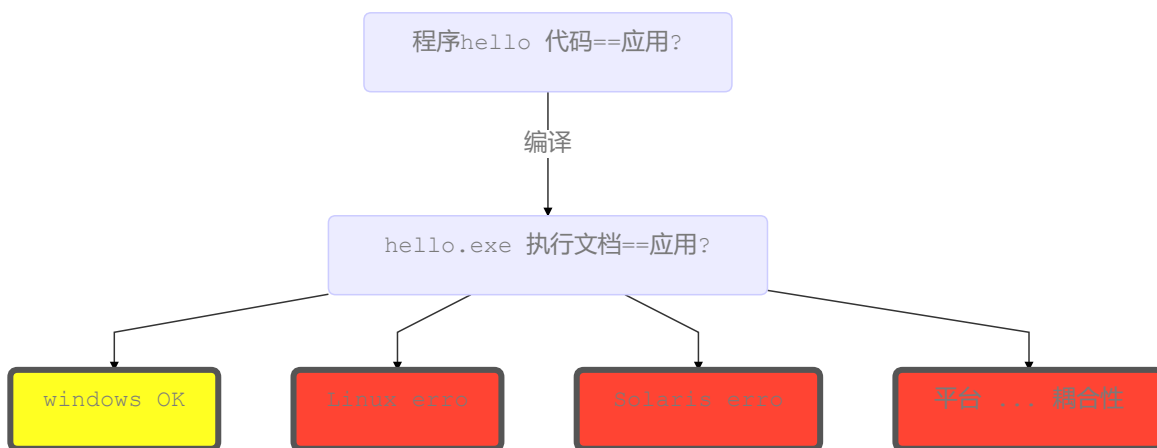 程序hello 代码==应用?
编译
hello.exe 执行文档==应用?
windows OK
Linux erro
Solaris erro
平台 ... 耦合性